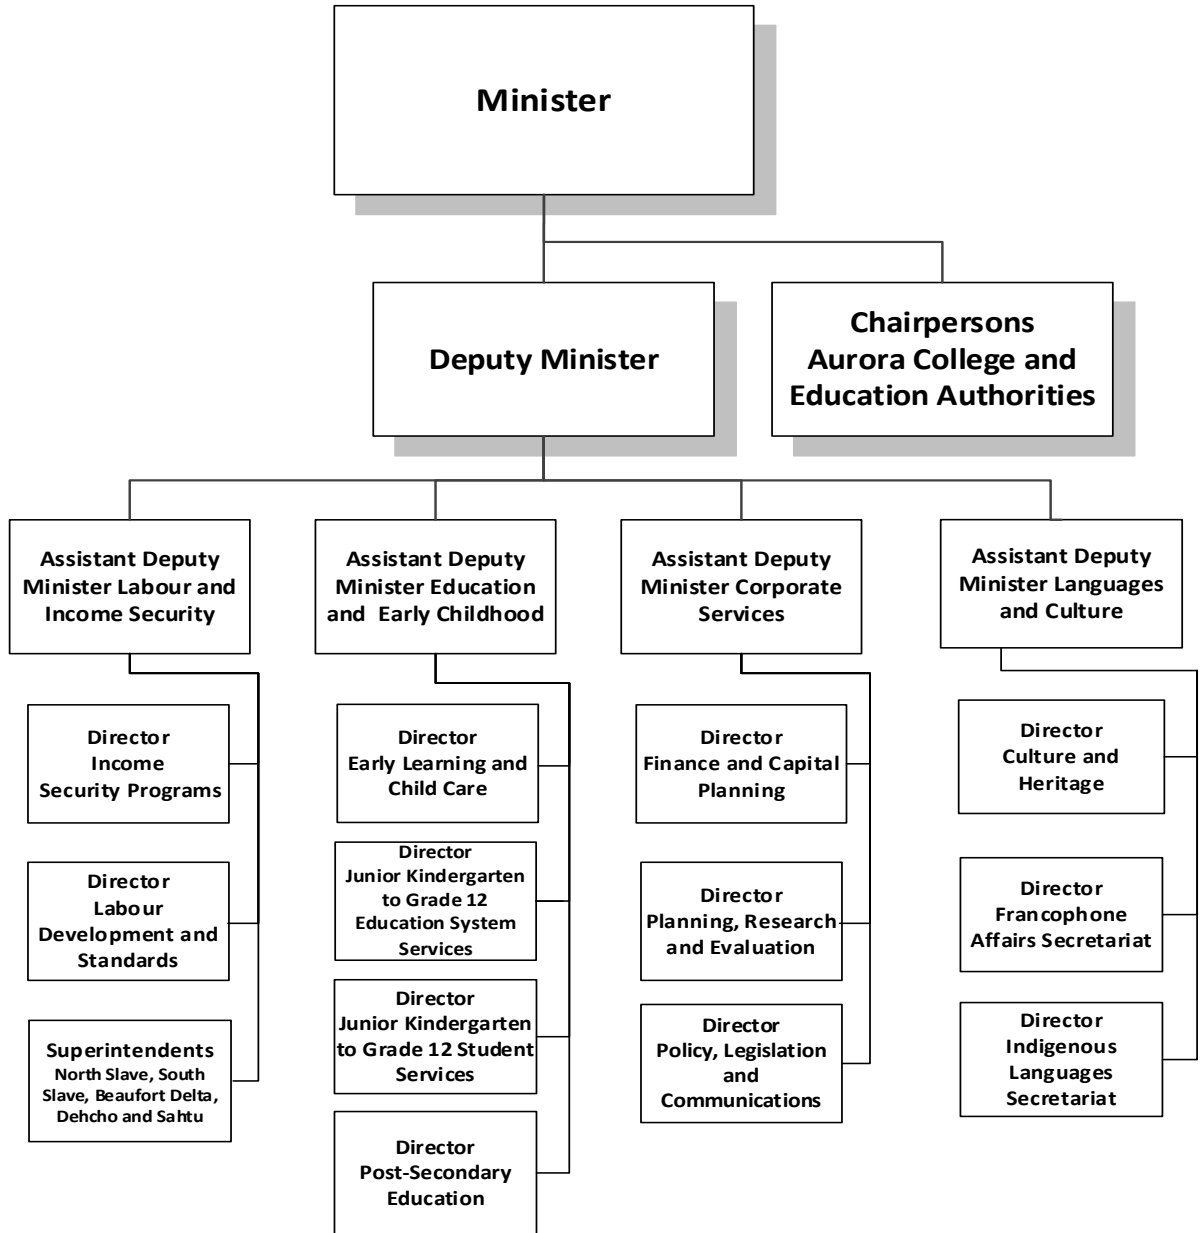 Minister
Deputy Minister
Chairpersons
Aurora College and
Education Authorities
Assistant Deputy
Minister Labour and
Income Security
Assistant Deputy
Minister Education
and Early Childhood
Assistant Deputy
Minister Corporate
Services
Assistant Deputy
Minister Languages
and Culture
Director
Income
Security Programs
Director
Labour
Development and
Standards
Superintendents
North Slave, South
Slave, Beaufort Delta,
Dehcho and Sahtu
Director
Early Learning and
Child Care
Director
Junior Kindergarten
to Grade 12
Education System
Services
Director
Junior Kindergarten
to Grade 12 Student
Services
Director
Post-Secondary
Education
Director
Finance and Capital
Planning
Director
Planning, Research
and Evaluation
Director
Policy, Legislation
and
Communications
Director
Culture and
Heritage
Director
Francophone
Affairs Secretariat
Director
Indigenous
Languages
Secretariat